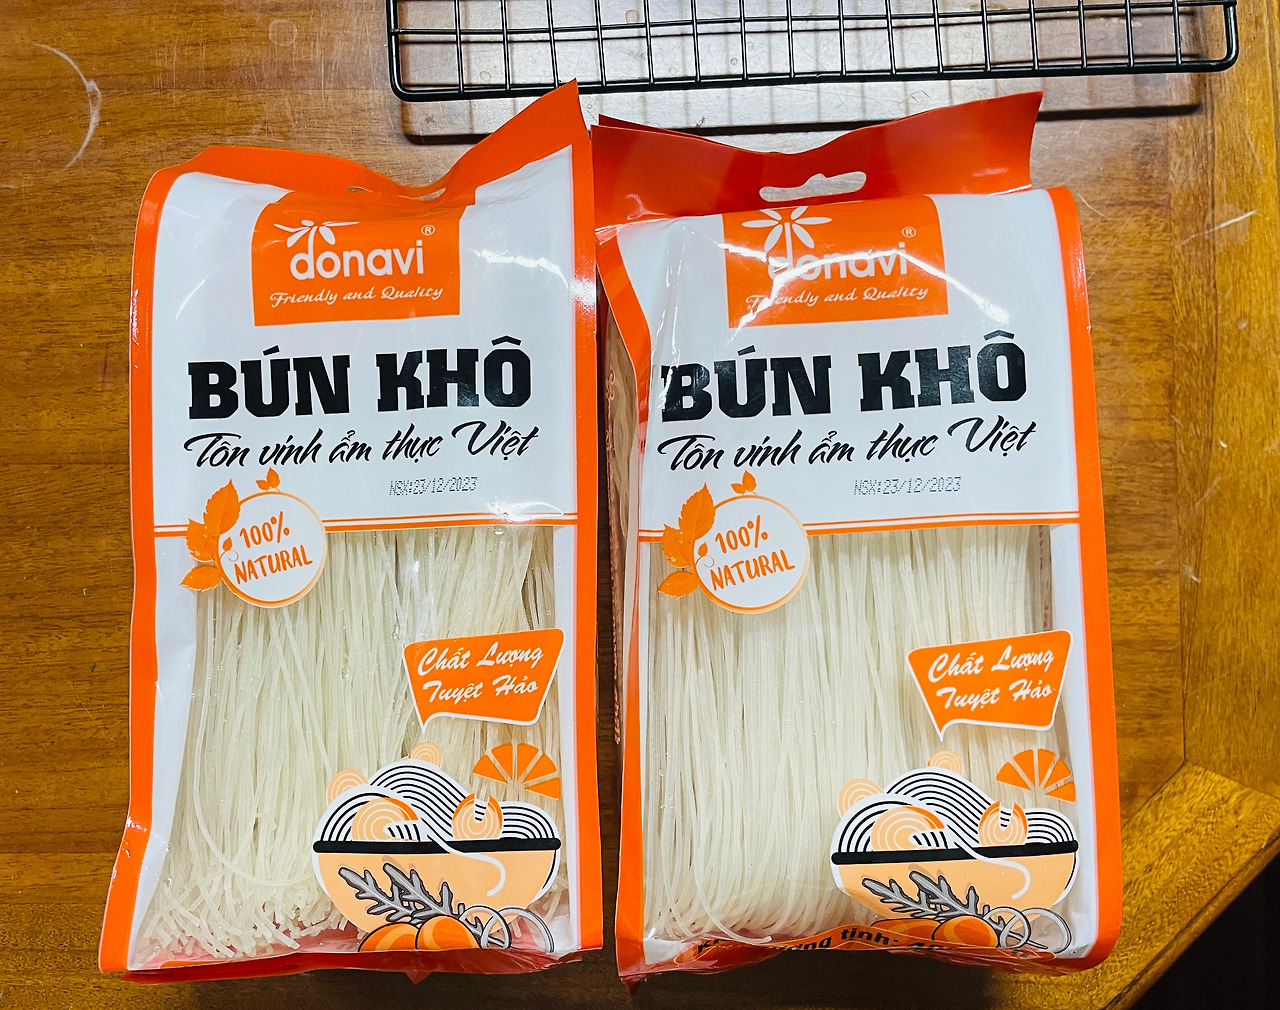 donavi ®
Friendly and Quality
BÚN KHÔ
Tôn vinh ẩm thực Việt
NSX:23/12/2023
100%
NATURAL
Chất Lượng
Tuyệt Hảo
donavi ®
Friendly and Quality
BÚN KHÔ
Tôn vinh ẩm thực Việt
NSX:23/12/2023
100%
NATURAL
Chất Lượng
Tuyệt Hảo
tịnh: